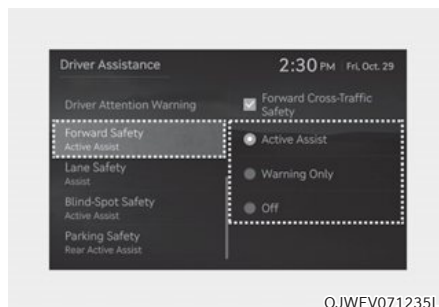 Driver Assistance
2:30 PM Fri, Oct. 29
Driver Attention Warning
Forward Safety
Active Assist
Lane Safety
Assist
Blind-Spot Safety
Active Assist
Parking Safety
Rear Active Assist
Forward Cross-Traffic
Safety
Active Assist
Warning Only
Off
OJWEV071235L